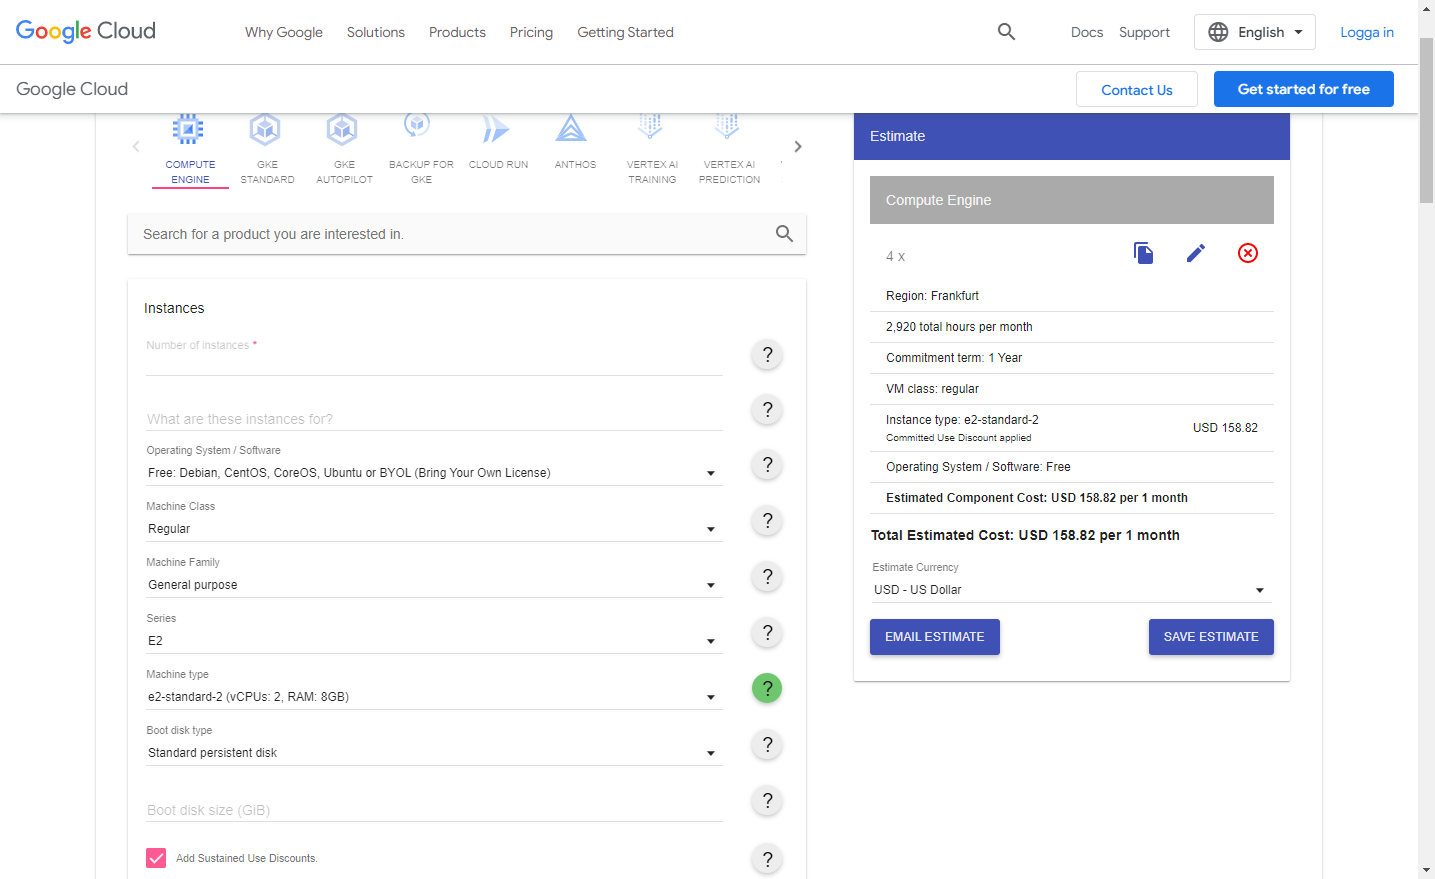 Google Cloud
Why Google
Solutions
Products
Pricing
Getting Started
Docs
Support
English
Logga in
Google Cloud
Contact Us
Get started for free
COMPUTE
ENGINE
GKE
STANDARD
GKE
AUTOPILOT
BACKUP FOR
GKE
CLOUD RUN
ANTHOS
VERTEX AI
TRAINING
VERTEX AI
PREDICTION
Search for a product you are interested in.
Instances
Number of instances *
?
What are these instances for?
?
Operating System / Software
Free: Debian, CentOS, CoreOS, Ubuntu or BYOL (Bring Your Own License)
?
Machine Class
Regular
?
Machine Family
General purpose
?
Series
E2
?
Machine type
e2-standard-2 (vCPUs: 2, RAM: 8GB)
?
Boot disk type
Standard persistent disk
?
Boot disk size (GiB)
?
Add Sustained Use Discounts.
?
Estimate
Compute Engine
4 x
Region: Frankfurt
2,920 total hours per month
Commitment term: 1 Year
VM class: regular
Instance type: e2-standard-2
Committed Use Discount applied
USD 158.82
Operating System / Software: Free
Estimated Component Cost: USD 158.82 per 1 month
Total Estimated Cost: USD 158.82 per 1 month
Estimate Currency
USD - US Dollar
EMAIL ESTIMATE
SAVE ESTIMATE